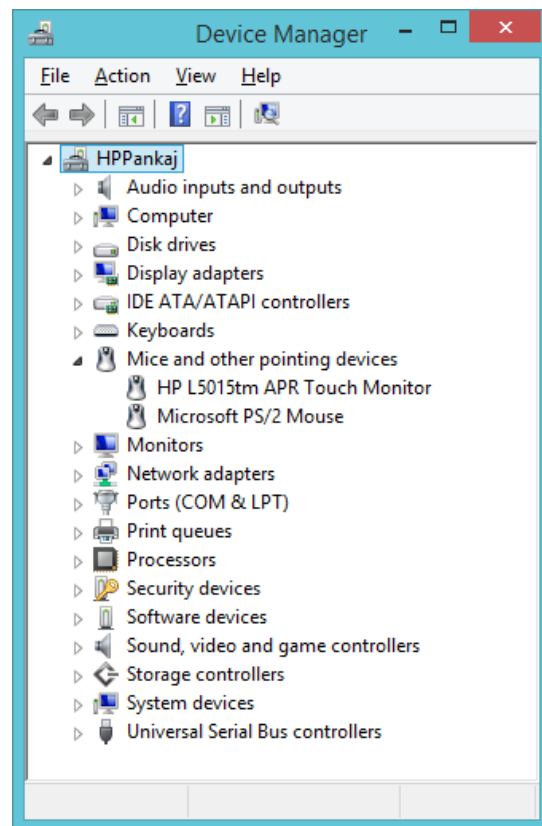 Device Manager
File Action View Help
HPPankaj
Audio inputs and outputs
Computer
Disk drives
Display adapters
IDE ATA/ATAPI controllers
Keyboards
Mice and other pointing devices
HP L5015tm APR Touch Monitor
Microsoft PS/2 Mouse
Monitors
Network adapters
Ports (COM & LPT)
Print queues
Processors
Security devices
Software devices
Sound, video and game controllers
Storage controllers
System devices
Universal Serial Bus controllers